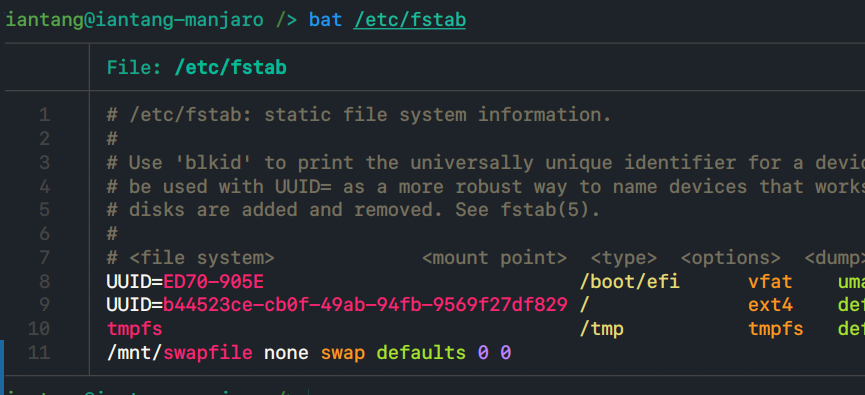 iantang@iantang-manjaro /> bat /etc/fstab
File: /etc/fstab
1 # /etc/fstab: static file system information.
2 #
3 # Use 'blkid' to print the universally unique identifier for a devic
4 # be used with UUID= as a more robust way to name devices that works
5 # disks are added and removed. See fstab(5).
6 #
7 # <file system> <mount point> <type> <options> <dump>
8 UUID=ED70-905E /boot/efi vfat uma
9 UUID=b44523ce-cb0f-49ab-94fb-9569f27df829 / ext4 def
10 tmpfs /tmp tmpfs def
11 /mnt/swapfile none swap defaults 0 0